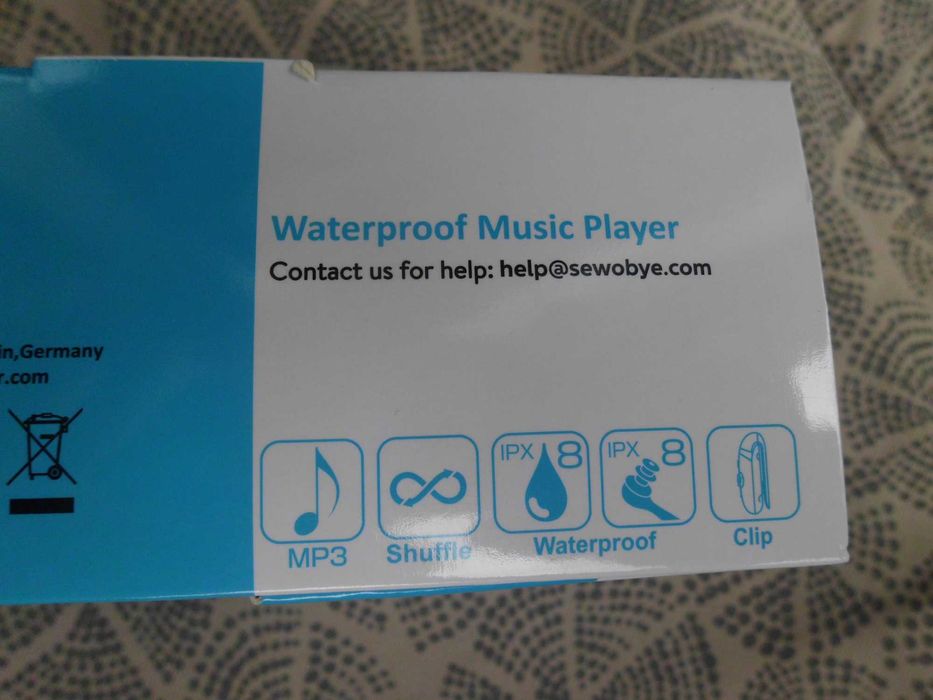 Waterproof Music Player
Contact us for help: help@sewobye.com
in,Germany
r.com
IPX 8
IPX 8
MP3
Shuffle
Waterproof
Clip